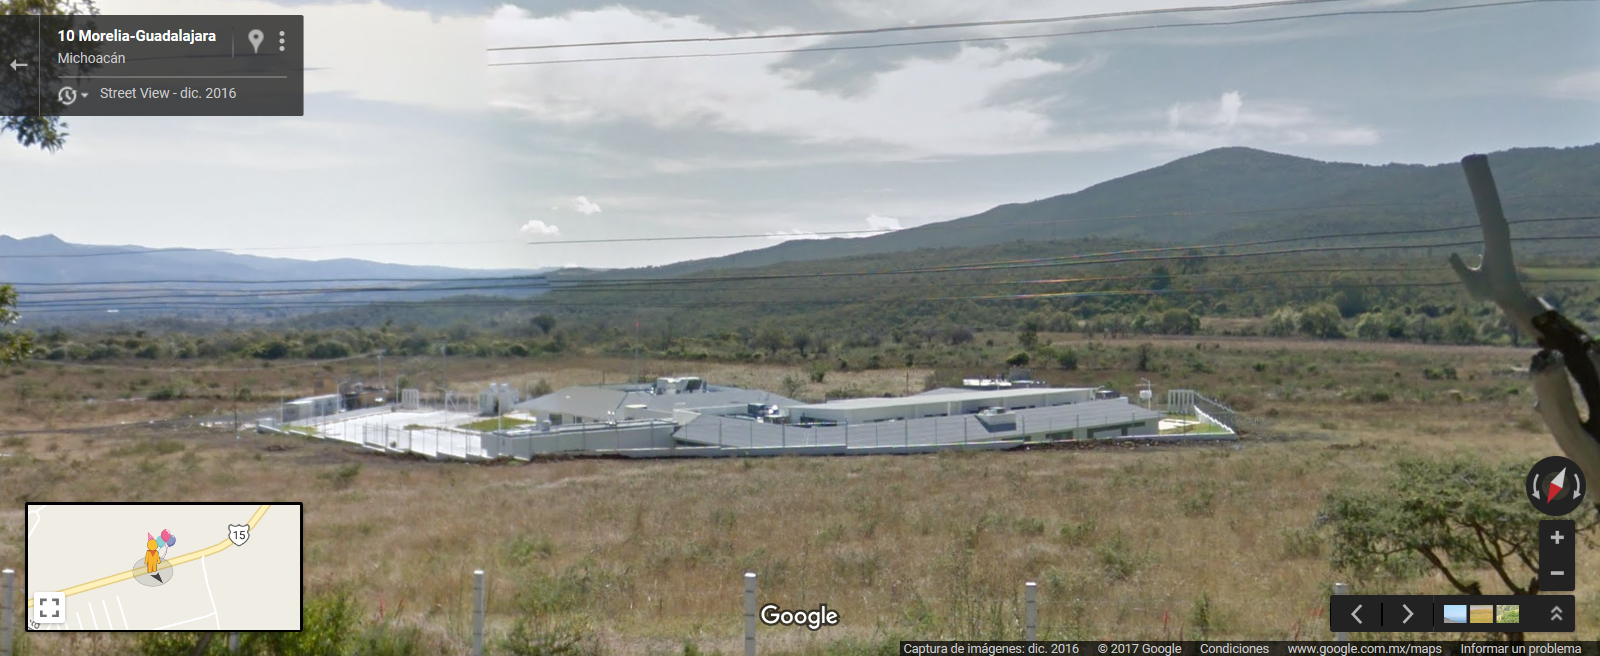 10 Morelia-Guadalajara
Michoacán
Street View - dic. 2016
15
Google
Captura de imágenes: dic. 2016 © 2017 Google Condiciones www.google.com.mx/maps Informar un problema